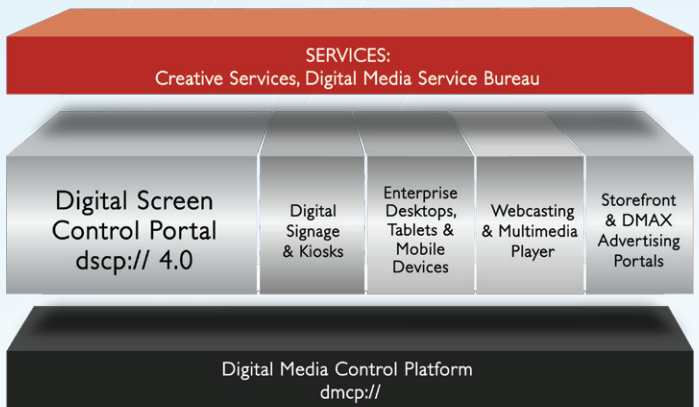 SERVICES:
Creative Services, Digital Media Service Bureau
Digital Screen
Control Portal
dscp:// 4.0
Digital
Signage
& Kiosks
Enterprise
Desktops,
Tablets &
Mobile
Devices
Webcasting
& Multimedia
Player
Storefront
& DMAX
Advertising
Portals
Digital Media Control Platform
dmcp://